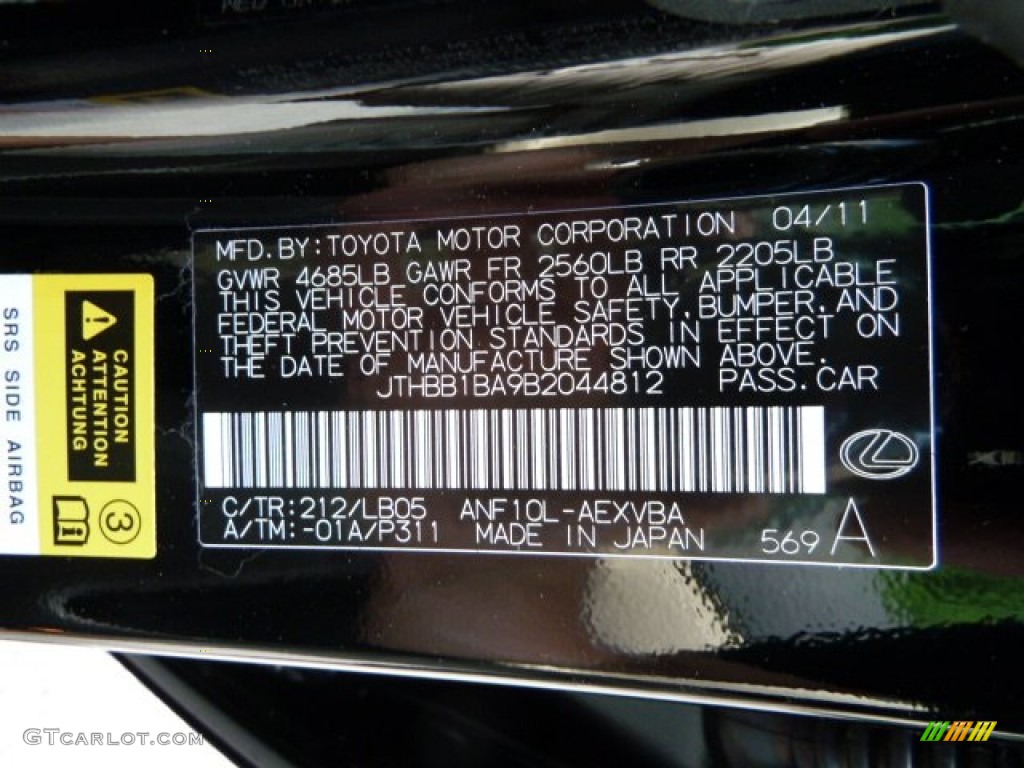 MFD.BY:TOYOTA MOTOR CORPORATION 04/11
GVWR 4685LB GAWR FR 2560LB RR 2205LB
THIS VEHICLE CONFORMS TO ALL APPLICABLE
FEDERAL MOTOR VEHICLE SAFETY,BUMPER,AND
THEFT PREVENTION STANDARDS IN EFFECT ON
THE DATE OF MANUFACTURE SHOWN ABOVE.
JTHBB1BA9B2044812 PASS.CAR
C/TR:212/LB05 ANF10L-AEXVBA
A/TM:-01A/P311 MADE IN JAPAN 569 A
CAUTION
ATTENTION
ACHTUNG
3
SRS SIDE AIRBAG
GTcarlot.com